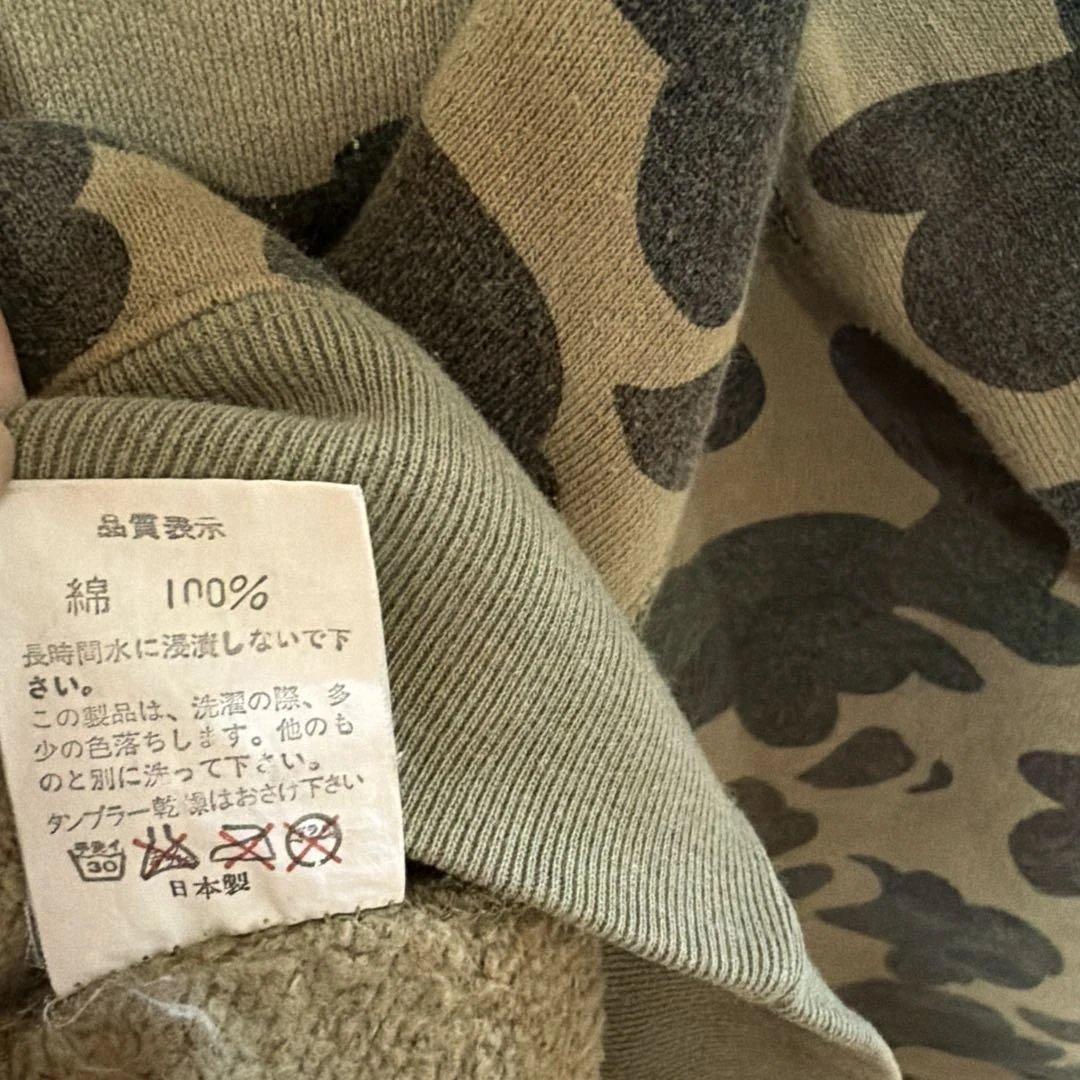 品質表示
綿 100%
長時間水に浸漬しないで下
さい。
この製品は、洗濯の際、多
少の色落ちします。他のも
のと別に洗って下さい。
タンブラー乾燥はおさけ下さい
30
日本製